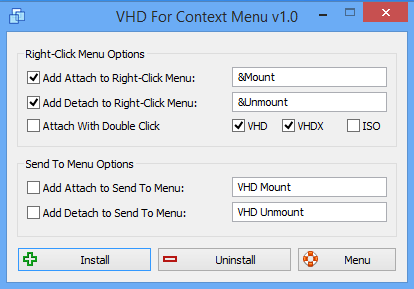 VHD For Context Menu v1.0
Right-Click Menu Options
Add Attach to Right-Click Menu: &Mount
Add Detach to Right-Click Menu: &Unmount
Attach With Double Click VHD VHDX ISO
Send To Menu Options
Add Attach to Send To Menu: VHD Mount
Add Detach to Send To Menu: VHD Unmount
Install Uninstall Menu